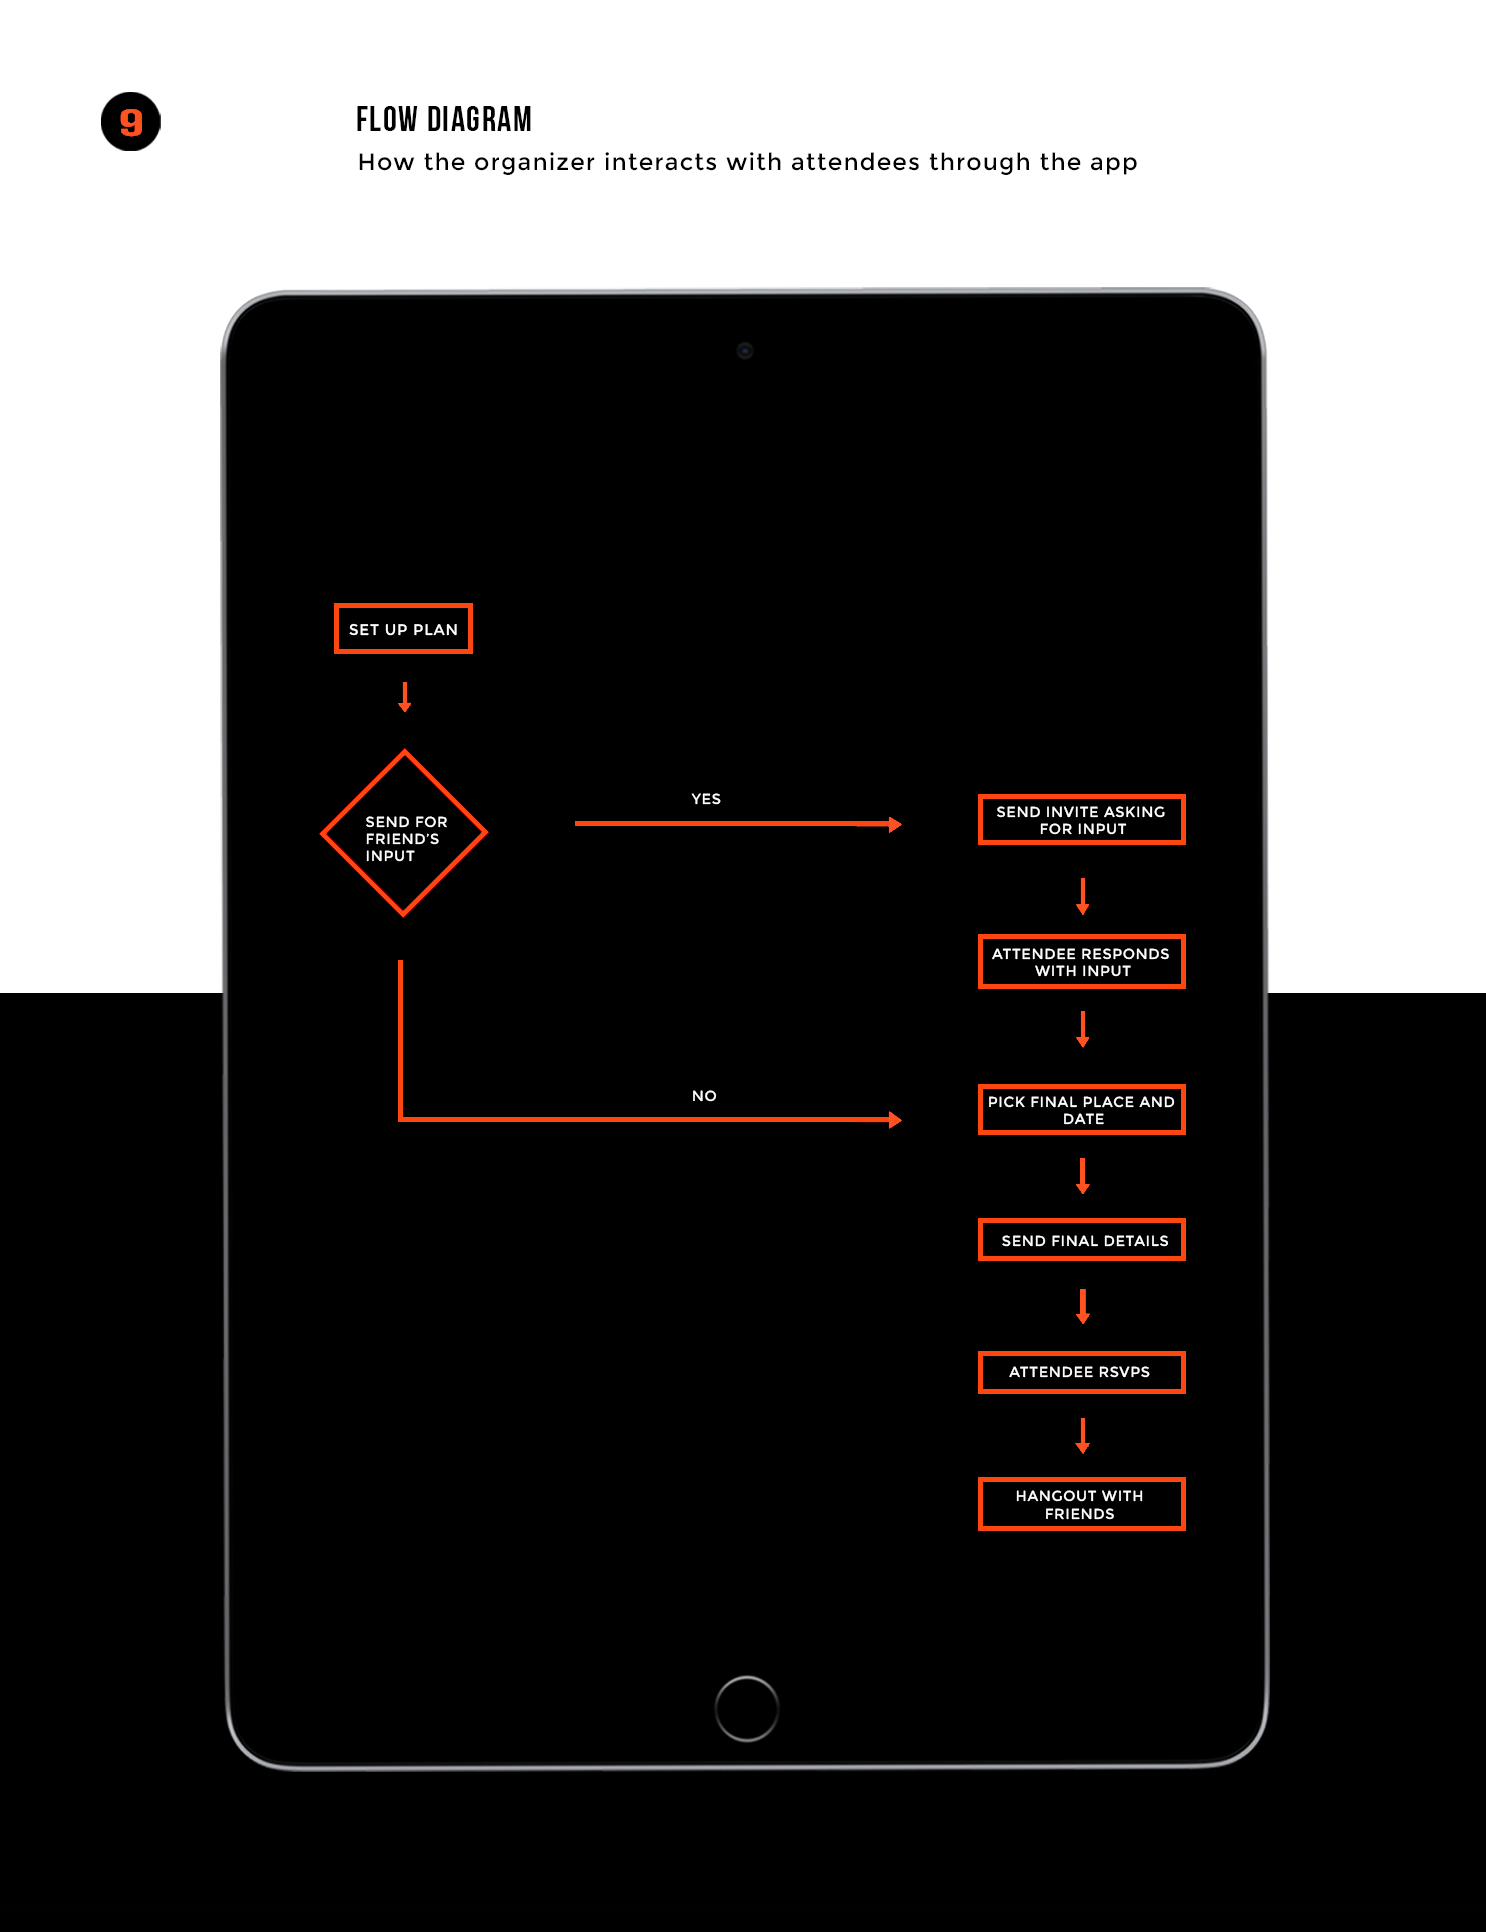 9
FLOW DIAGRAM
How the organizer interacts with attendees through the app
SET UP PLAN
SEND FOR
FRIEND'S
INPUT
YES
SEND INVITE ASKING
FOR INPUT
ATTENDEE RESPONDS
WITH INPUT
NO
PICK FINAL PLACE AND
DATE
SEND FINAL DETAILS
ATTENDEE RSVPS
HANGOUT WITH
FRIENDS